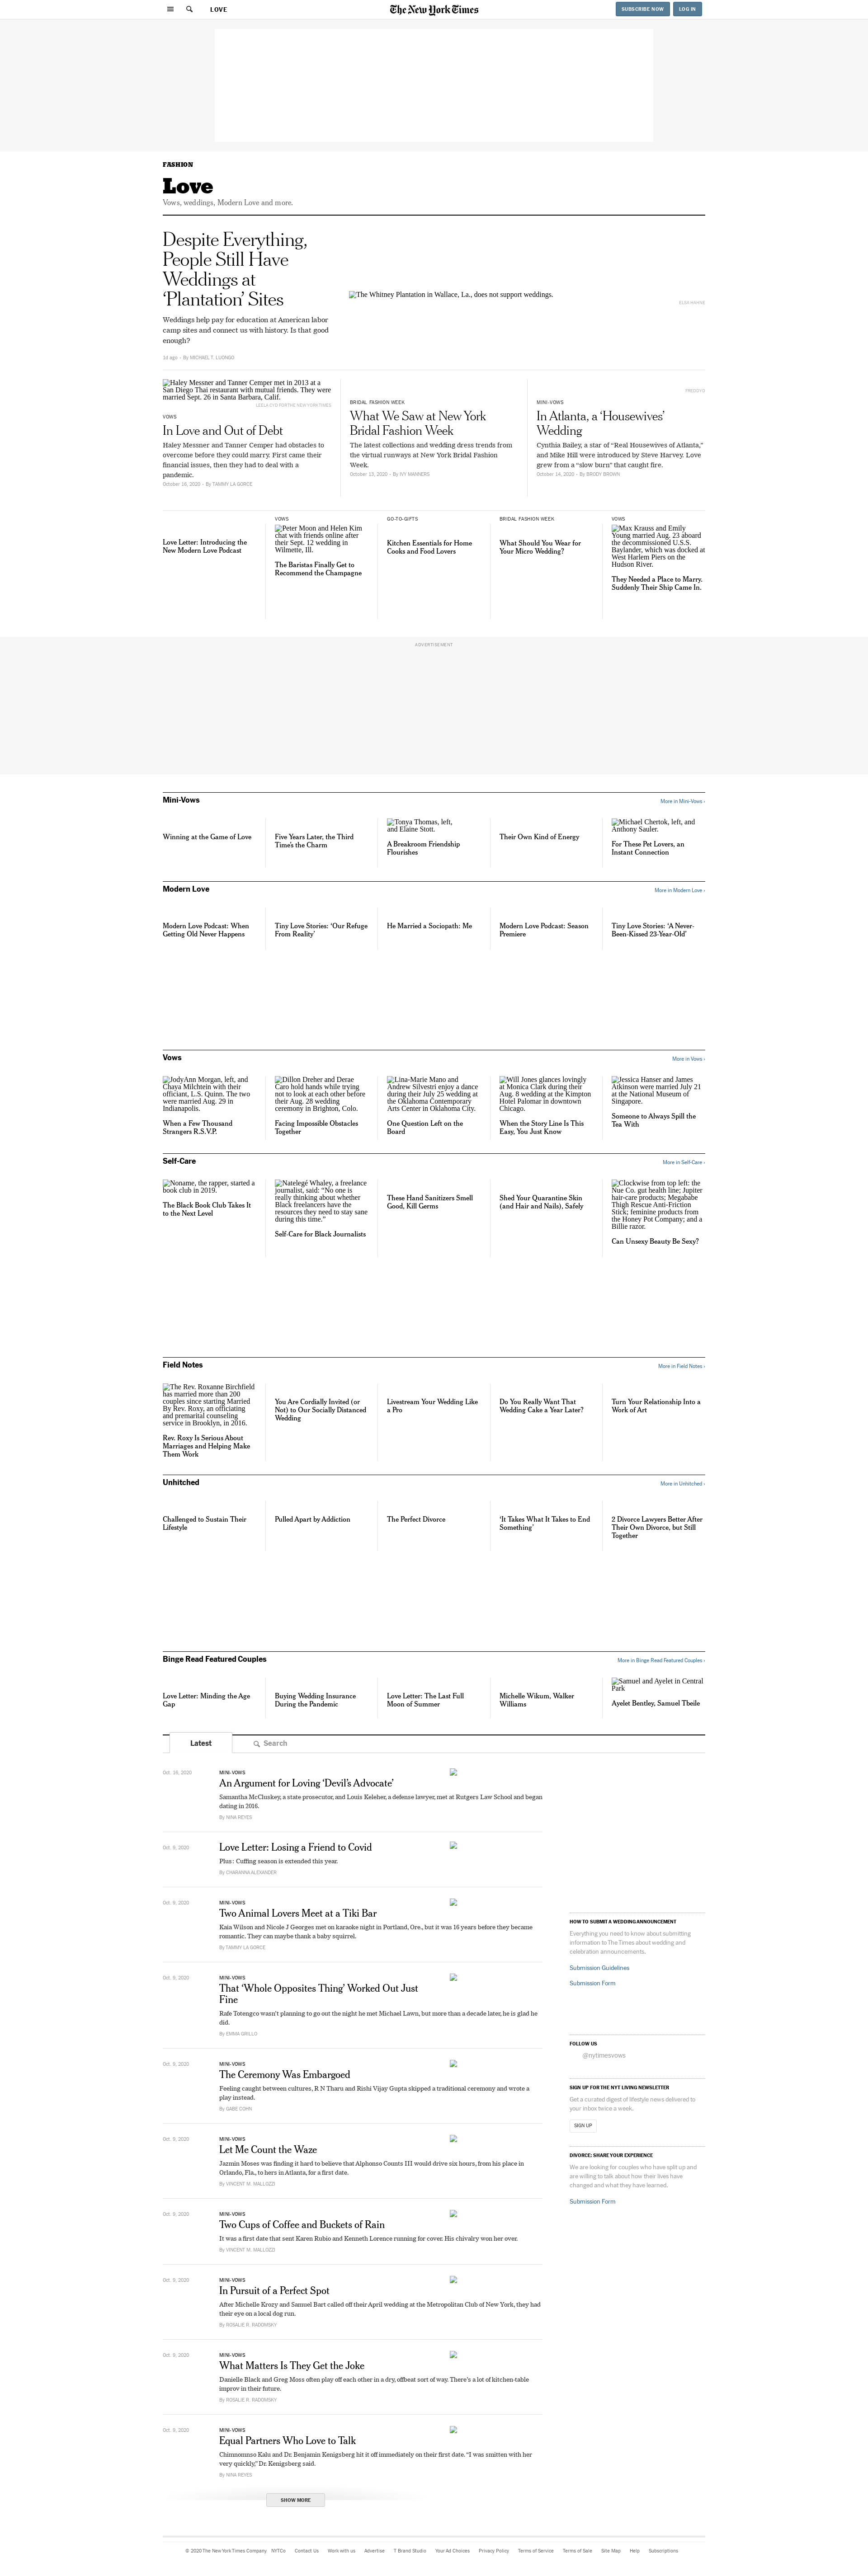 LOVE
The New York Times
SUBSCRIBE NOW
LOG IN
FASHION
Love
Vows, weddings, Modern Love and more.
Despite Everything,
People Still Have
Weddings at
‘Plantation’ Sites
Weddings help pay for education at American labor
camp sites and connect us with history. Is that good
enough?
1d ago – By MICHAEL T. LUONGO
The Whitney Plantation in Wallace, La., does not support weddings.
Haley Messner and Tanner Cemper met in 2013 at a
San Diego Thai restaurant with mutual friends. They were
married Sept. 26 in Santa Barbara, Calif.
VOWS
In Love and Out of Debt
Haley Messner and Tanner Cemper had obstacles to
overcome before they could marry. First came their
financial issues, then they had to deal with a
pandemic.
October 16, 2020 – By TAMMY LA GORCE
BRIDAL FASHION WEEK
What We Saw at New York
Bridal Fashion Week
The latest collections and wedding dress trends from
the virtual runways at New York Bridal Fashion
Week.
October 15, 2020 – By IVY MANNERS
MINI-VOWS
In Atlanta, a ‘Housewives’
Wedding
Cynthia Bailey, a star of “Real Housewives of Atlanta,”
and Mike Hill were introduced by Steve Harvey. Love
grew from a “slow burn” that caught fire.
October 14, 2020 – By BRODY BROWN
Love Letter: Introducing the
New Modern Love Podcast
VOWS
Peter Moon and Helen Kim
chat with friends online after
their Sept. 12 wedding in
Wilmette, Ill.
The Baristas Finally Get to
Recommend the Champagne
GO-TO-GIFTS
Kitchen Essentials for Home
Cooks and Food Lovers
BRIDAL FASHION WEEK
What Should You Wear for
Your Micro Wedding?
VOWS
Max Krauss and Emily
Young married Aug. 23 aboard
the decommissioned U.S.S.
Baylander, which was docked at
West Harlem Piers on the
Hudson River.
They Needed a Place to Marry.
Suddenly Their Ship Came In.
ADVERTISEMENT
Mini-Vows
More in Mini-Vows ›
Winning at the Game of Love
Five Years Later, the Third
Time’s the Charm
Tonya Thomas, left,
and Elaine Stott.
A Breakroom Friendship
Flourishes
Their Own Kind of Energy
Michael Chertok, left, and
Anthony Sauler.
For These Pet Lovers, an
Instant Connection
Modern Love
More in Modern Love ›
Modern Love Podcast: When
Getting Old Never Happens
Tiny Love Stories: ‘Our Refuge
From Reality’
He Married a Sociopath: Me
Modern Love Podcast: Season
Premiere
Tiny Love Stories: ‘A Never-
Been-Kissed 23-Year-Old’
Vows
More in Vows ›
JodyAnn Morgan, left, and
Chaya Milchtein with their
officiant, L.S. Quinn. The two
were married Aug. 29 in
Indianapolis.
When a Few Thousand
Strangers R.S.V.P.
Dillon Dreher and Derae
Caro hold hands while trying
not to look at each other before
their Aug. 28 wedding
ceremony in Brighton, Colo.
Facing Impossible Obstacles
Together
Lina-Marie Mano and
Andrew Silvestri enjoy a dance
during their July 25 wedding at
the Oklahoma Contemporary
Arts Center in Oklahoma City.
One Question Left on the
Board
Will Jones glances lovingly
at Monica Clark during their
Aug. 8 wedding at the Kimpton
Hotel Palomar in downtown
Chicago.
When the Story Line Is This
Easy, You Just Know
Jessica Hanser and James
Atkinson were married July 21
at the National Museum of
Singapore.
Someone to Always Spill the
Tea With
Self-Care
More in Self-Care ›
Noname, the rapper, started a
book club in 2019.
The Black Book Club Takes It
to the Next Level
Natelegé Whaley, a freelance
journalist, said: “No one is
really thinking about whether
Black freelancers have the
resources they need to stay sane
during this time.”
Self-Care for Black Journalists
These Hand Sanitizers Smell
Good, Kill Germs
Shed Your Quarantine Skin
(and Hair and Nails), Safely
Clockwise from top left: the
Nue Co. gut health line; Jupiter
hair-care products; Megababe
Thigh Rescue Anti-Friction
Stick; feminine products from
the Honey Pot Company; and a
Billie razor.
Can Unsexy Beauty Be Sexy?
Field Notes
More in Field Notes ›
The Rev. Roxanne Birchfield
has married more than 200
couples since starting Married
By Rev. Roxy, an officiating
and premarital counseling
service in Brooklyn, in 2016.
Rev. Roxy Is Serious About
Marriages and Helping Make
Them Work
You Are Cordially Invited (or
Not) to Our Socially Distanced
Wedding
Livestream Your Wedding Like
a Pro
Do You Really Want That
Wedding Cake a Year Later?
Turn Your Relationship Into a
Work of Art
Unhitched
More in Unhitched ›
Challenged to Sustain Their
Lifestyle
Pulled Apart by Addiction
The Perfect Divorce
‘It Takes What It Takes to End
Something’
2 Divorce Lawyers Better After
Their Own Divorce, but Still
Together
Binge Read Featured Couples
More in Binge Read Featured Couples ›
Love Letter: Minding the Age
Gap
Buying Wedding Insurance
During the Pandemic
Love Letter: The Last Full
Moon of Summer
Michelle Wikum, Walker
Williams
Samuel and Ayelet in Central
Park
Ayelet Bentley, Samuel Tbeile
Latest
Search
Oct. 16, 2020
MINI-VOWS
An Argument for Loving ‘Devil’s Advocate’
Samantha McCluskey, a state prosecutor, and Louis Keleher, a defense lawyer, met at Rutgers Law School and began
dating in 2016.
By NINA REYES
Oct. 9, 2020
Love Letter: Losing a Friend to Covid
Plus: Cuffing season is extended this year.
By CHARANNA ALEXANDER
Oct. 9, 2020
MINI-VOWS
Two Animal Lovers Meet at a Tiki Bar
Kaia Wilson and Nicole J Georges met on karaoke night in Portland, Ore., but it was 16 years before they became
romantic. They can maybe thank a baby squirrel.
By TAMMY LA GORCE
Oct. 9, 2020
MINI-VOWS
That ‘Whole Opposites Thing’ Worked Out Just
Fine
Rafe Totengco wasn’t planning to go out the night he met Michael Lawn, but more than a decade later, he is glad he
did.
By EMMA GRILLO
Oct. 9, 2020
MINI-VOWS
The Ceremony Was Embargoed
Feeling caught between cultures, R N Tharu and Rishi Vijay Gupta skipped a traditional ceremony and wrote a
play instead.
By GABE COHN
Oct. 9, 2020
MINI-VOWS
Let Me Count the Waze
Jazmin Moses was finding it hard to believe that Alphonso Counts III would drive six hours, from his place in
Orlando, Fla., to hers in Atlanta, for a first date.
By VINCENT M. MALLOZZI
Oct. 9, 2020
MINI-VOWS
Two Cups of Coffee and Buckets of Rain
It was a first date that sent Karen Rubio and Kenneth Lorence running for cover. His chivalry won her over.
By VINCENT M. MALLOZZI
Oct. 9, 2020
MINI-VOWS
In Pursuit of a Perfect Spot
After Michelle Krozy and Samuel Bart called off their April wedding at the Metropolitan Club of New York, they had
their eye on a local dog run.
By ROSALIE R. RADOMSKY
Oct. 9, 2020
MINI-VOWS
What Matters Is They Get the Joke
Danielle Black and Greg Moss often play off each other in a dry, offbeat sort of way. There’s a lot of kitchen-table
improv in their future.
By ROSALIE R. RADOMSKY
Oct. 9, 2020
MINI-VOWS
Equal Partners Who Love to Talk
Chimnomnso Kalu and Dr. Benjamin Kenigsberg hit it off immediately on their first date. “I was smitten with her
very quickly,” Dr. Kenigsberg said.
By NINA REYES
SHOW MORE
HOW TO SUBMIT A WEDDING ANNOUNCEMENT
Everything you need to know about submitting
information to The Times about wedding and
celebration announcements.
Submission Guidelines
Submission Form
FOLLOW US
@nytimesvows
SIGN UP FOR THE NYT LIVING NEWSLETTER
Get a curated digest of lifestyle news delivered to
your inbox twice a week.
SIGN UP
DIVORCE: SHARE YOUR EXPERIENCE
We are looking for couples who have split up and
are willing to talk about how their lives have
changed and what they have learned.
Submission Form
© 2020 The New York Times Company NYTCo Contact Us Work with us Advertise T Brand Studio Your Ad Choices Privacy Policy Terms of Service Terms of Sale Site Map Help Subscriptions